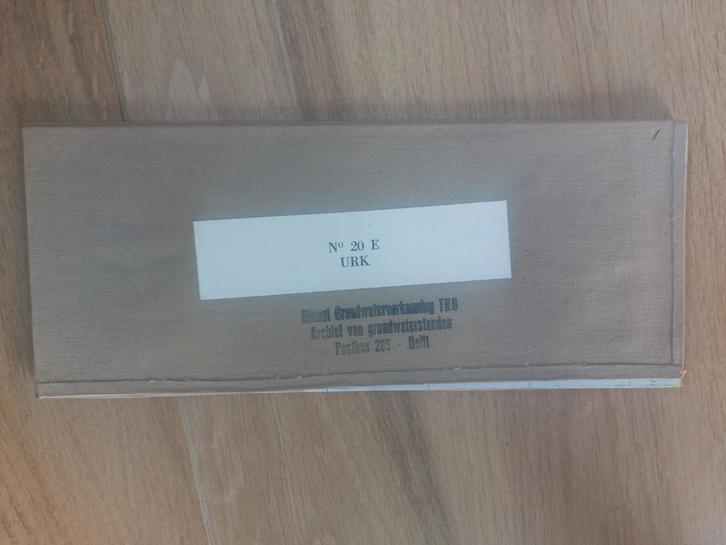 Nº 20 E
URK
Dienst Grondwaterverkenning TNO
Archief van grondwaterstanden
Postbus 285 - Delft